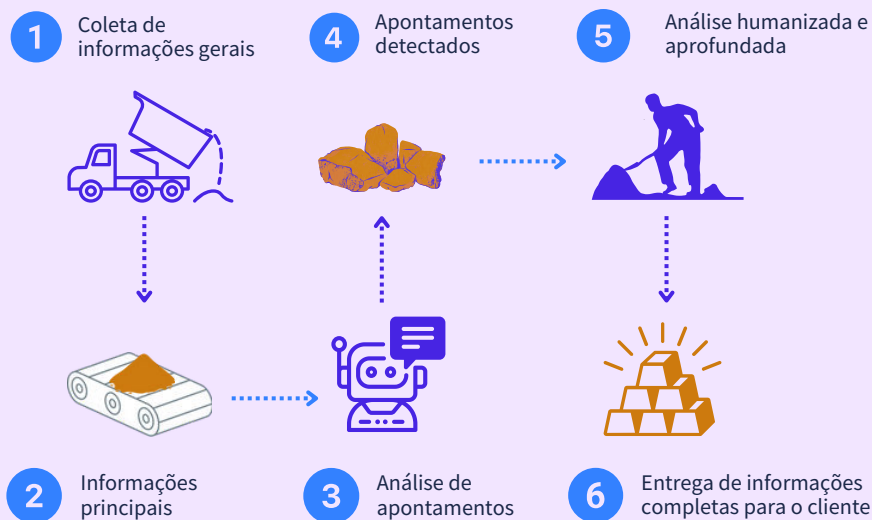 1
Coleta de
informações gerais
4
Apontamentos
detectados
5
Análise humanizada e
aprofundada
2
Informações
principais
3
Análise de
apontamentos
6
Entrega de informações
completas para o cliente